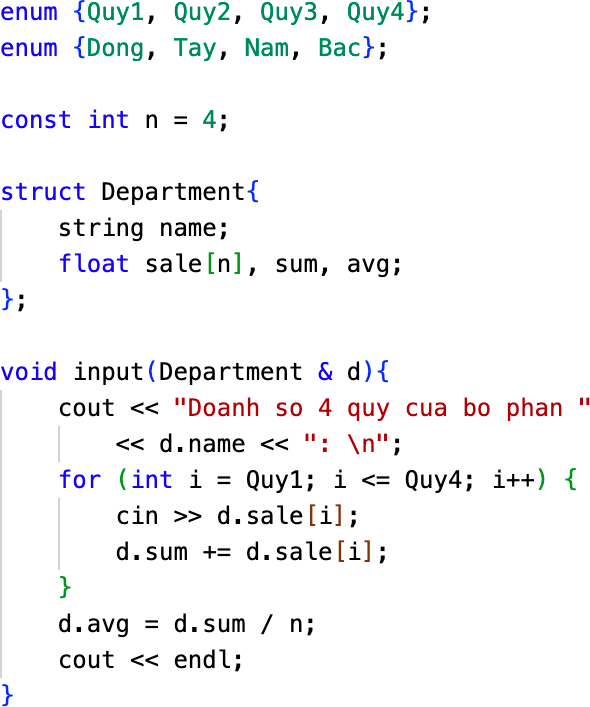 enum {Quy1, Quy2, Quy3, Quy4};
enum {Dong, Tay, Nam, Bac};
const int n = 4;
struct Department{
    string name;
    float sale[n], sum, avg;
};
void input(Department & d){
    cout << "Doanh so 4 quy cua bo phan "
        << d.name << ": \n";
    for (int i = Quy1; i <= Quy4; i++) {
        cin >> d.sale[i];
        d.sum += d.sale[i];
    }
    d.avg = d.sum / n;
    cout << endl;
}